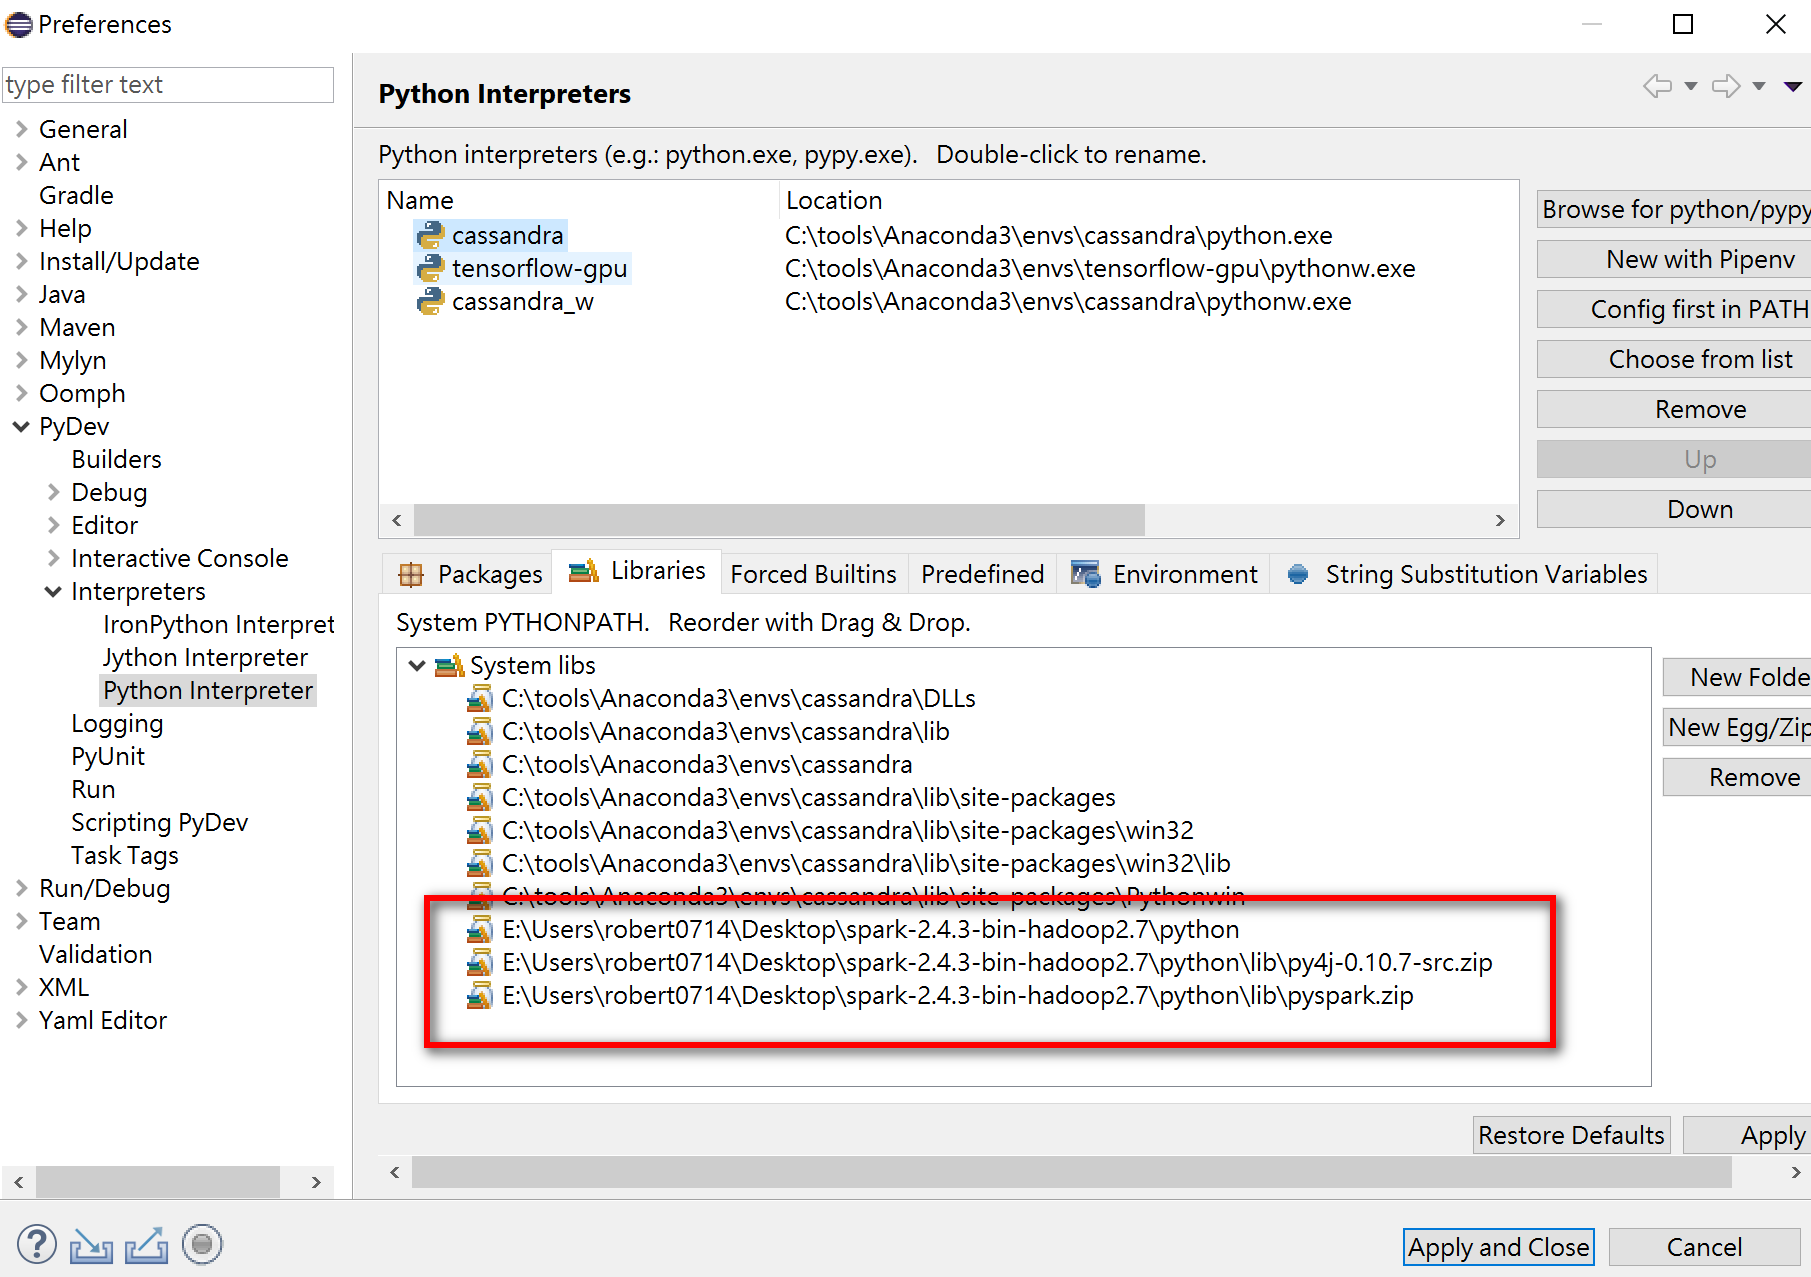 Preferences
type filter text
General
Ant
Gradle
Help
Install/Update
Java
Maven
Mylyn
Oomph
PyDev
Builders
Debug
Editor
Interactive Console
Interpreters
IronPython Interpret
Jython Interpreter
Python Interpreter
Logging
PyUnit
Run
Scripting PyDev
Task Tags
Run/Debug
Team
Validation
XML
Yaml Editor
Python Interpreters
Python interpreters (e.g.: python.exe, pypy.exe).   Double-click to rename.
Name Location
cassandra C:\tools\Anaconda3\envs\cassandra\python.exe
tensorflow-gpu C:\tools\Anaconda3\envs\tensorflow-gpu\pythonw.exe
cassandra_w C:\tools\Anaconda3\envs\cassandra\pythonw.exe
Browse for python/pypy
New with Pipenv
Config first in PATH
Choose from list
Remove
Up
Down
Packages Libraries Forced Builtins Predefined Environment String Substitution Variables
System PYTHONPATH.   Reorder with Drag & Drop.
System libs
C:\tools\Anaconda3\envs\cassandra\DLLs
C:\tools\Anaconda3\envs\cassandra\lib
C:\tools\Anaconda3\envs\cassandra
C:\tools\Anaconda3\envs\cassandra\lib\site-packages
C:\tools\Anaconda3\envs\cassandra\lib\site-packages\win32
C:\tools\Anaconda3\envs\cassandra\lib\site-packages\win32\lib
C:\tools\Anaconda3\envs\cassandra\lib\site-packages\Pythonwin
E:\Users\robert0714\Desktop\spark-2.4.3-bin-hadoop2.7\python
E:\Users\robert0714\Desktop\spark-2.4.3-bin-hadoop2.7\python\lib\py4j-0.10.7-src.zip
E:\Users\robert0714\Desktop\spark-2.4.3-bin-hadoop2.7\python\lib\pyspark.zip
New Folde
New Egg/Zip
Remove
Restore Defaults Apply
Apply and Close Cancel